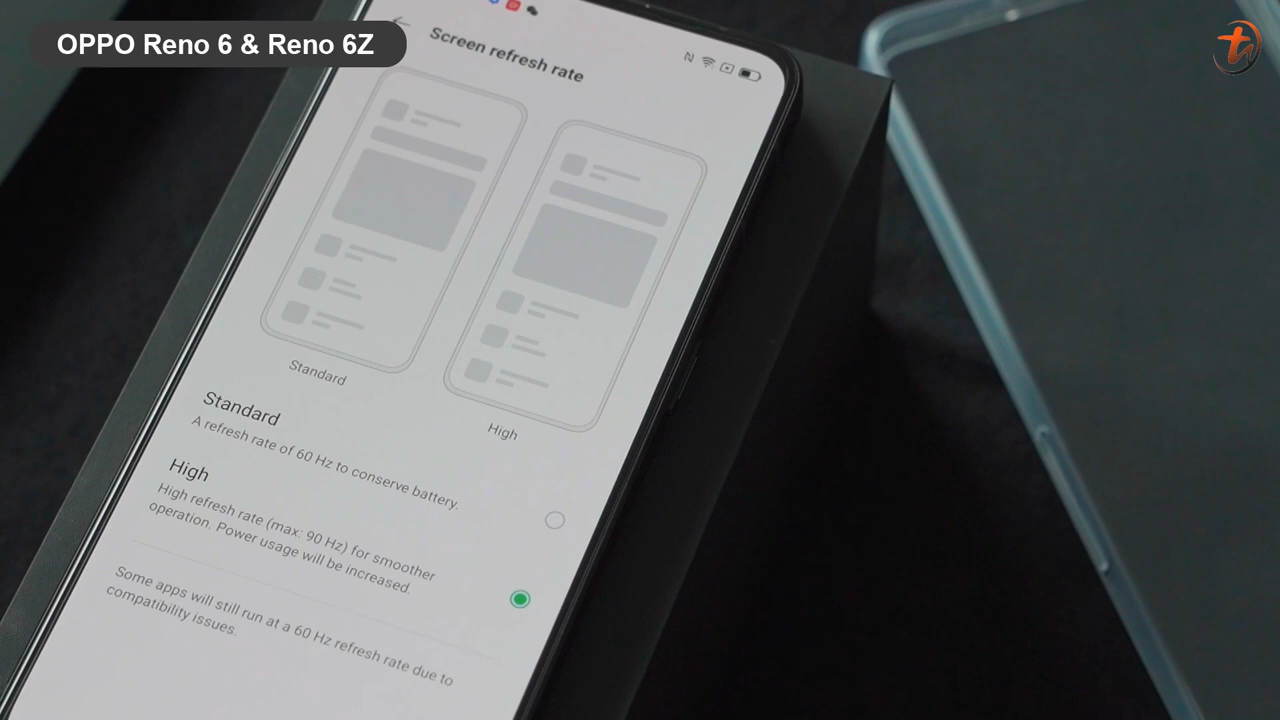 OPPO Reno 6 & Reno 6Z
Screen refresh rate
Standard
High
Standard
A refresh rate of 60 Hz to conserve battery.
High
High refresh rate (max: 90 Hz) for smoother
operation. Power usage will be increased.
Some apps will still run at a 60 Hz refresh rate due to
compatibility issues.